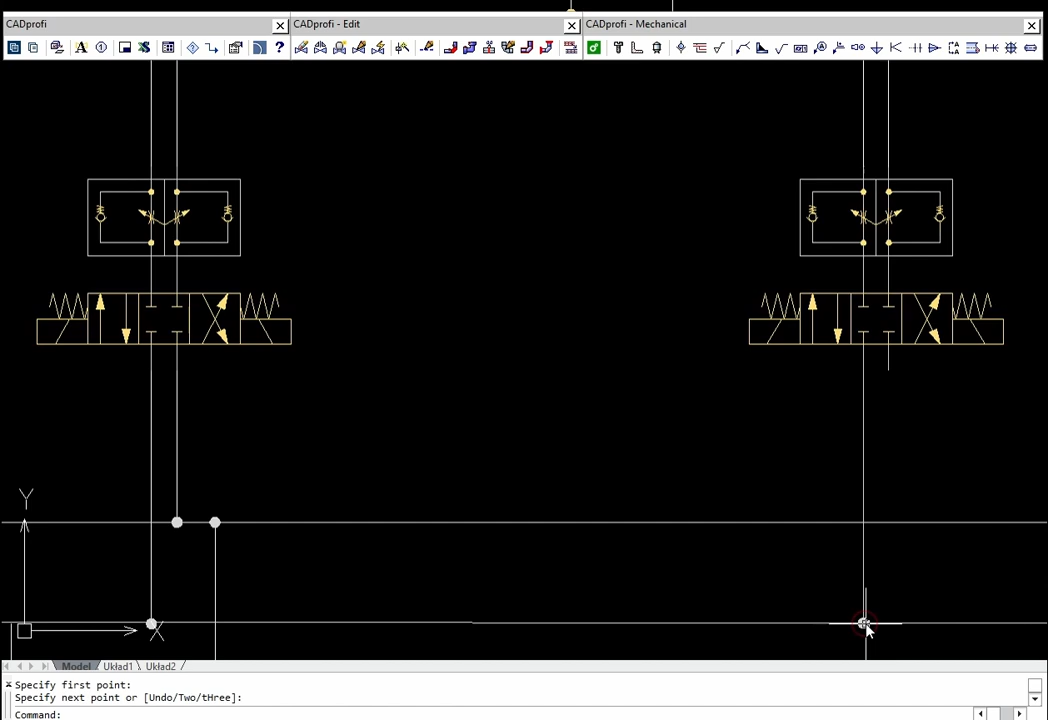 CADprofi
CADprofi - Edit
CADprofi - Mechanical
A
1
?
Y
X
Model
Układ1
Układ2
Specify first point:
Specify next point or [Undo/Two/tHree]:
Command: